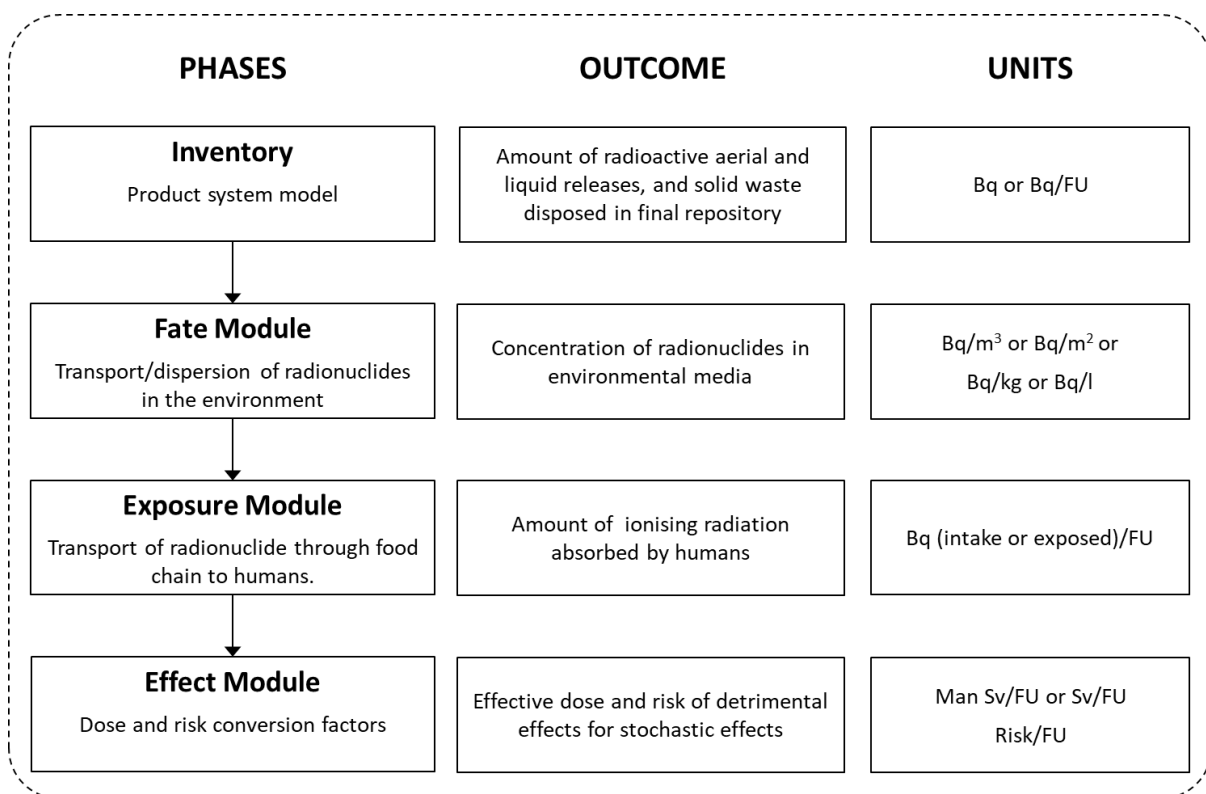 PHASES OUTCOME UNITS
Inventory
Product system model
Amount of radioactive aerial and
liquid releases, and solid waste
disposed in final repository
Bq or Bq/FU
Fate Module
Transport/dispersion of radionuclides
in the environment
Concentration of radionuclides in
environmental media
Bq/m³ or Bq/m² or
Bq/kg or Bq/l
Exposure Module
Transport of radionuclide through food
chain to humans.
Amount of ionising radiation
absorbed by humans
Bq (intake or exposed)/FU
Effect Module
Dose and risk conversion factors
Effective dose and risk of detrimental
effects for stochastic effects
Man Sv/FU or Sv/FU
Risk/FU